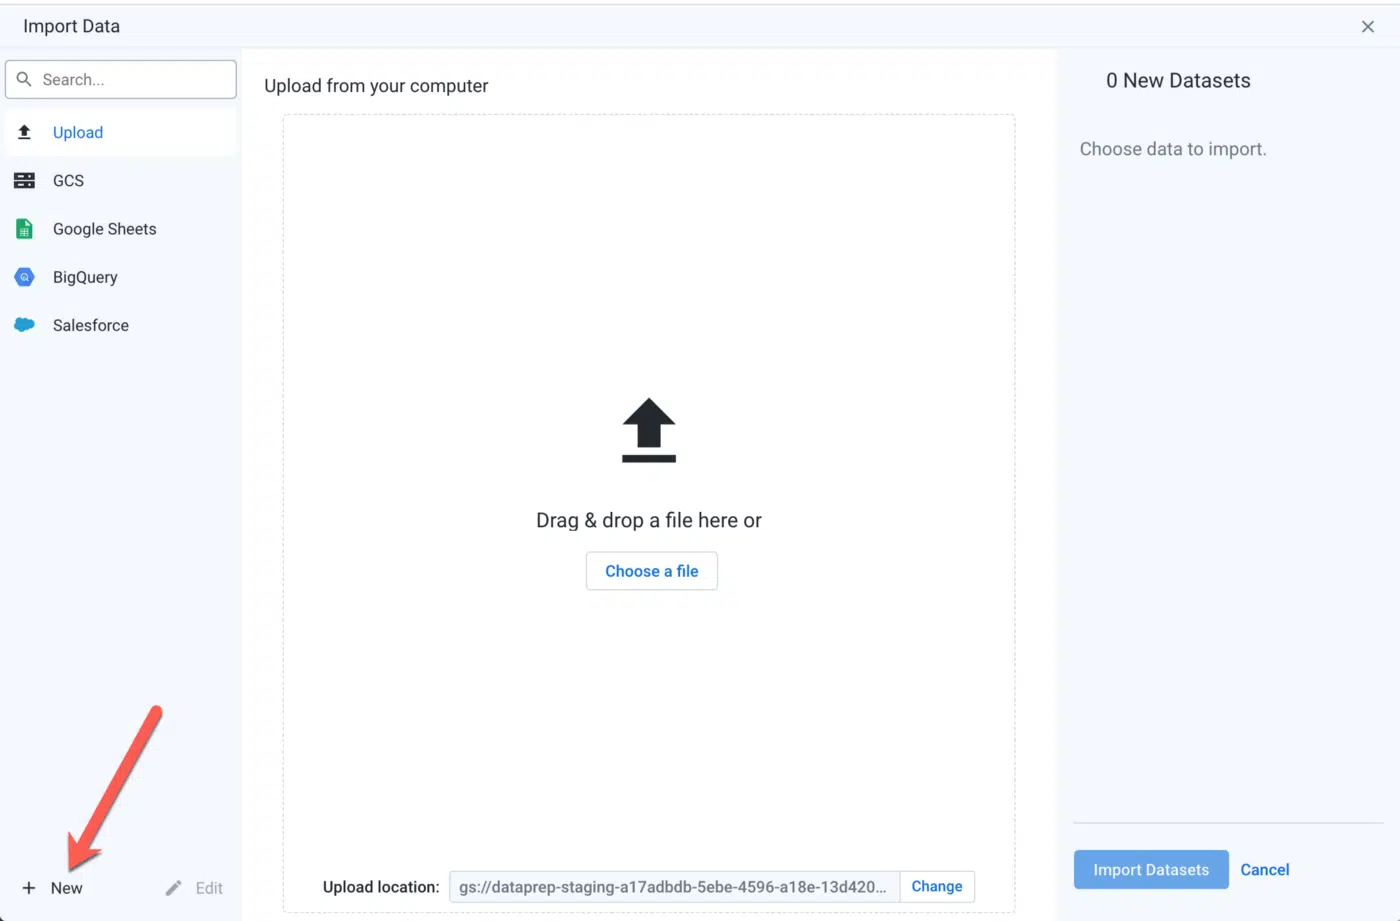 Import Data
Search...
Upload
GCS
Google Sheets
BigQuery
Salesforce
New
Edit
Upload from your computer
Drag & drop a file here or
Choose a file
Upload location: gs://dataprep-staging-a17adbdb-5ebe-4596-a18e-13d420... Change
0 New Datasets
Choose data to import.
Import Datasets Cancel